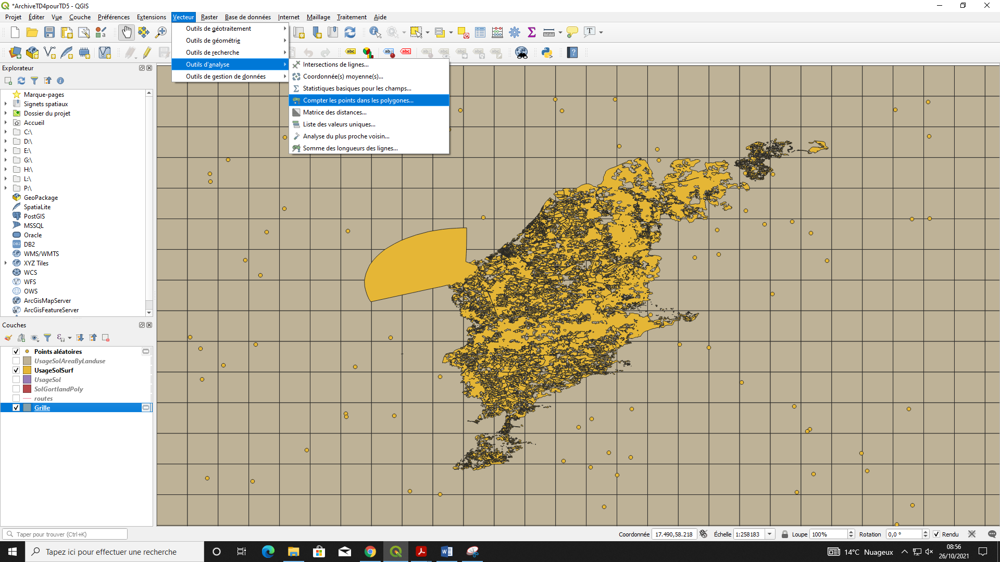 *ArchiveTD4pourTD5 - QGIS
Projet Éditer Vue Couche Préférences Extensions Vecteur Raster Base de données Internet Maillage Traitement Aide
Outils de géotraitement
Outils de géométrie
Outils de recherche
Outils d'analyse
Outils de gestion de données
Intersections de lignes...
Coordonnée(s) moyenne(s)...
Statistiques basiques pour les champs...
Compter les points dans les polygones...
Matrice des distances...
Liste des valeurs uniques...
Analyse du plus proche voisin...
Somme des longueurs des lignes...
abc abc abc
Explorateur
Marque-pages
Signets spatiaux
Dossier du projet
Accueil
C:\
D:\
E:\
G:\
H:\
L:\
P:\
GeoPackage
SpatiaLite
PostGIS
MSSQL
Oracle
DB2 DB2
WMS/WMTS
XYZ Tiles
WCS
WFS
OWS
ArcGisMapServer
ArcGisFeatureServer
Couches
Points aléatoires
UsageSolAreaByLanduse
UsageSolSurf
UsageSol
SolGortlandPoly
routes
Grille
Taper pour trouver (Ctrl+K)
Coordonnée 17.490,58.218 Échelle 1:258183 Loupe 100% Rotation 0,0 ° Rendu
Tapez ici pour effectuer une recherche
14°C Nuageux
08:56
26/10/2021